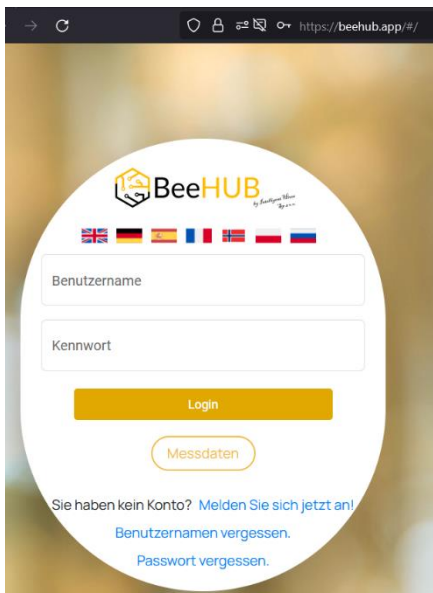 https://beehub.app/#/
BeeHUB
Benutzername
Kennwort
Login
Messdaten
Sie haben kein Konto? Melden Sie sich jetzt an!
Benutzernamen vergessen.
Passwort vergessen.